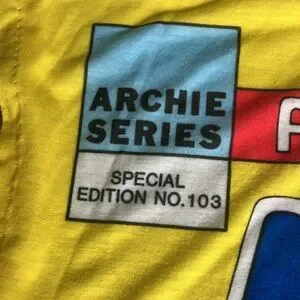 ARCHIE
SERIES
SPECIAL
EDITION NO.103